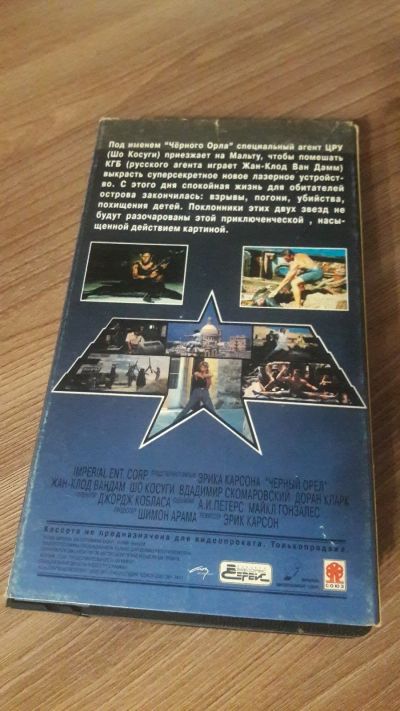 Под именем "Чёрного Орла" специальный агент ЦРУ
(Шо Косуги) приезжает на Мальту, чтобы помешать
КГБ (русского агента играет Жан-Клод Ван Дамм)
выкрасть суперсекретное новое лазерное устройст-
во. С этого дня спокойная жизнь для обитателей
острова закончилась: взрывы, погони, убийства,
похищения детей. Поклонники этих двух звезд не
будут разочарованы этой приключенческой , насы-
щенной действием картиной.
IMPERIAL ENT. CORP. ЭРИКА КАРСОНА "ЧЕРНЫЙ ОРЕЛ"
ЖАН-КЛОД ВАНДАМ ШО КОСУГИ ВЛАДИМИР СКОМАРОВСКИЙ ДОРАН КЛАРК
ДЖОРДЖ КОБЛАСА А.И.ПЕТЕРС МАЙКЛ ГОНЗАЛЕС
ШИМОН АРАМА ЭРИК КАРСОН
Кассета не предназначена для видеопроката. Только продажа.
СЕРВИС
СОЮЗ